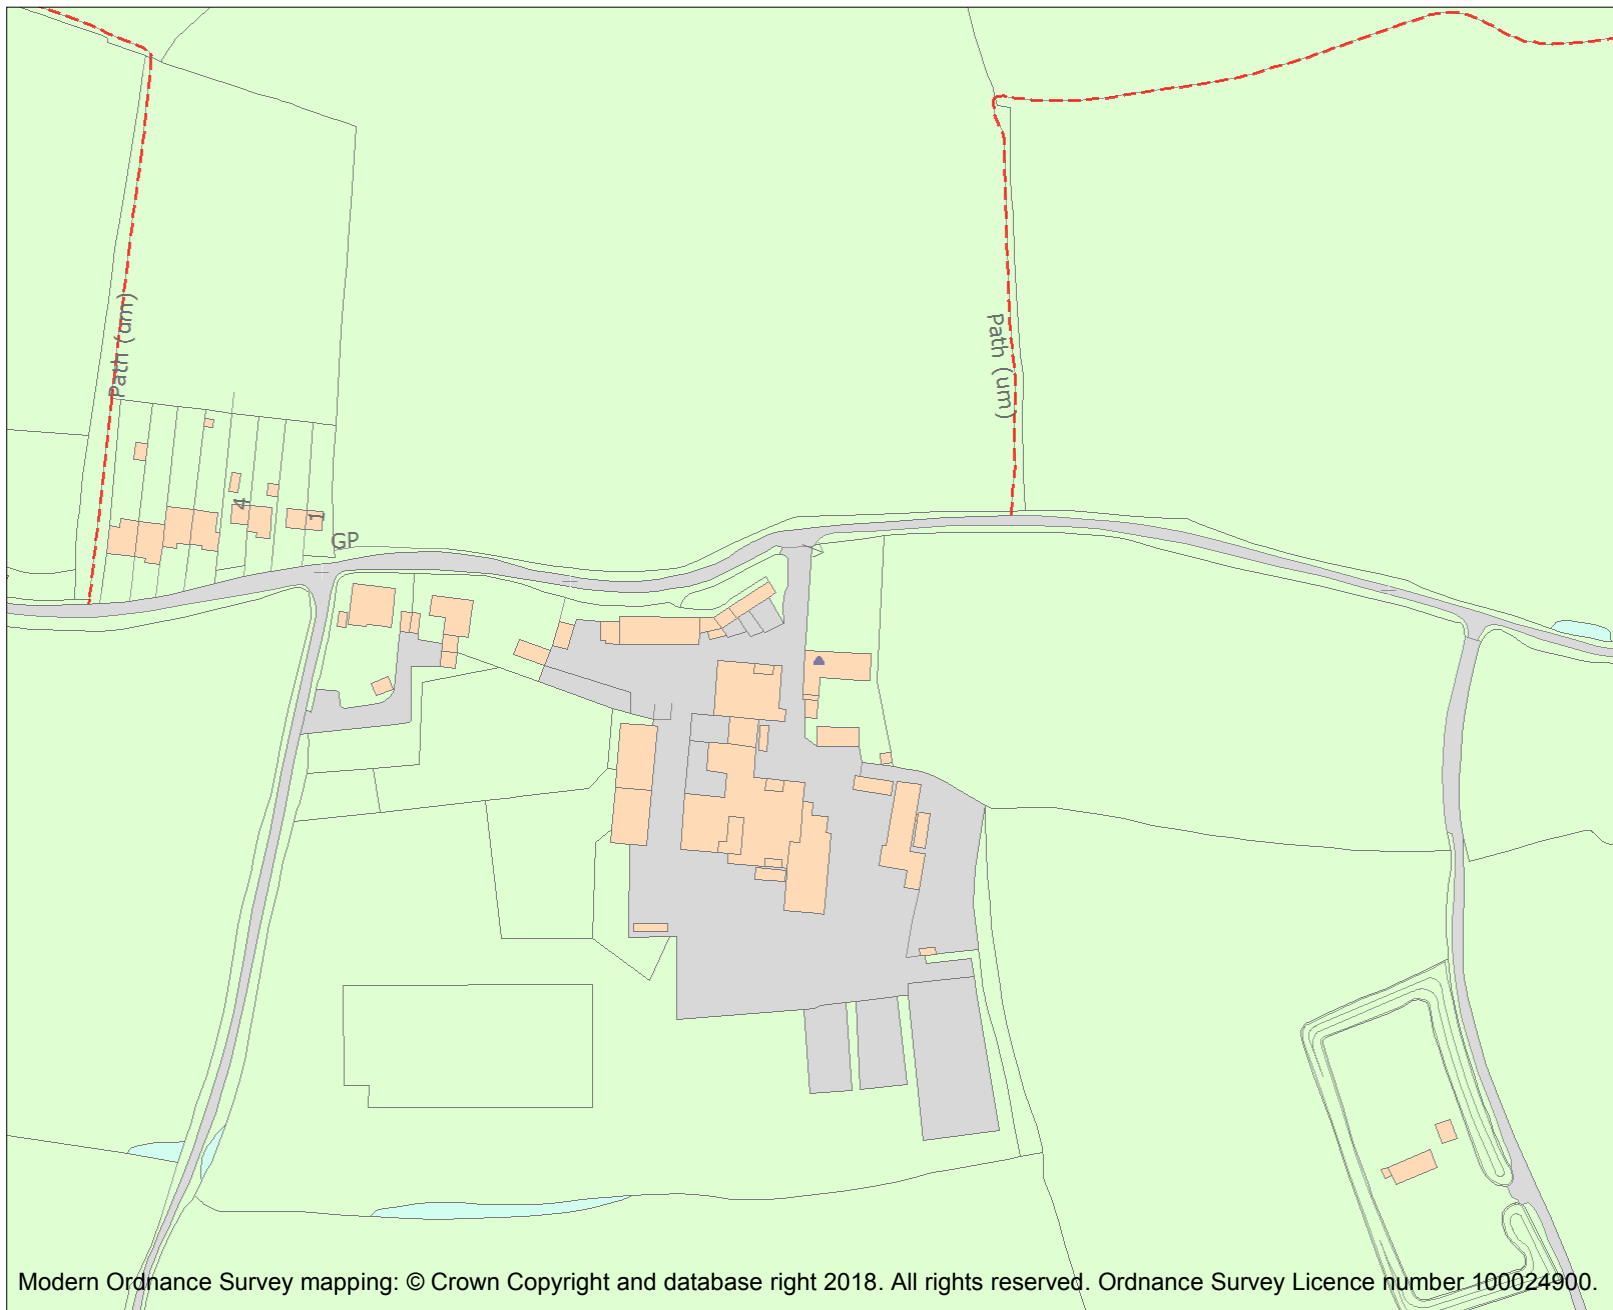 Path (um)
Path (um)
4
1
GP
Modern Ordnance Survey mapping: © Crown Copyright and database right 2018. All rights reserved. Ordnance Survey Licence number 100024900.